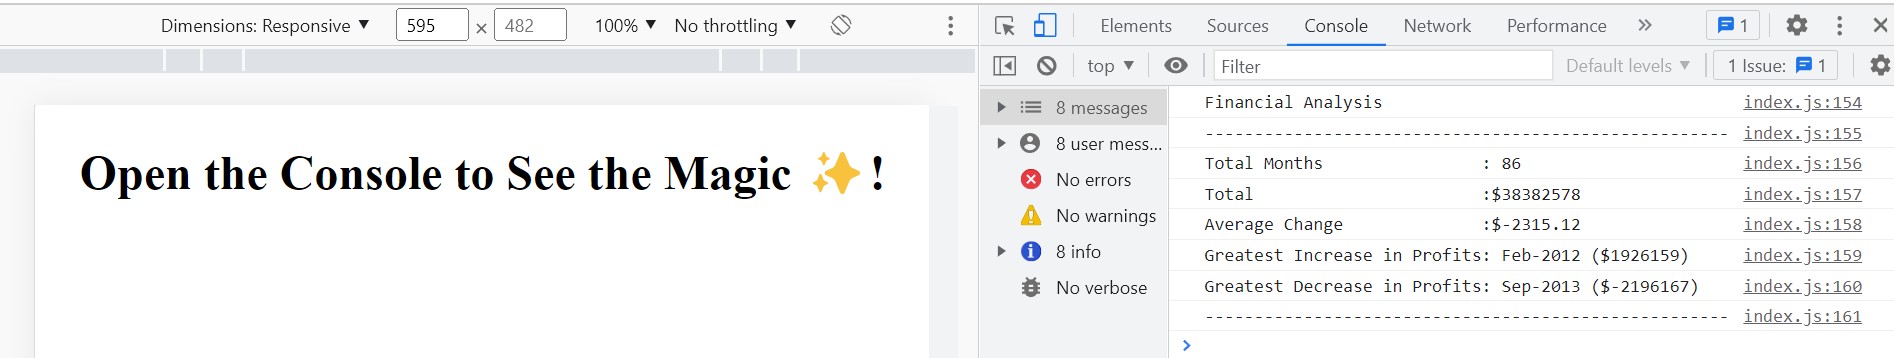 Dimensions: Responsive ▼ 595 × 482 100% ▼ No throttling ▼
Open the Console to See the Magic ✨!
Elements Sources Console Network Performance » 1
top ▼ Filter Default levels ▼ 1 Issue: 1
8 messages
8 user mess...
No errors
No warnings
8 info
No verbose
Financial Analysis index.js:154
----------------------------------------------------- index.js:155
Total Months : 86 index.js:156
Total :$38382578 index.js:157
Average Change :$-2315.12 index.js:158
Greatest Increase in Profits: Feb-2012 ($1926159) index.js:159
Greatest Decrease in Profits: Sep-2013 ($-2196167) index.js:160
----------------------------------------------------- index.js:161
>